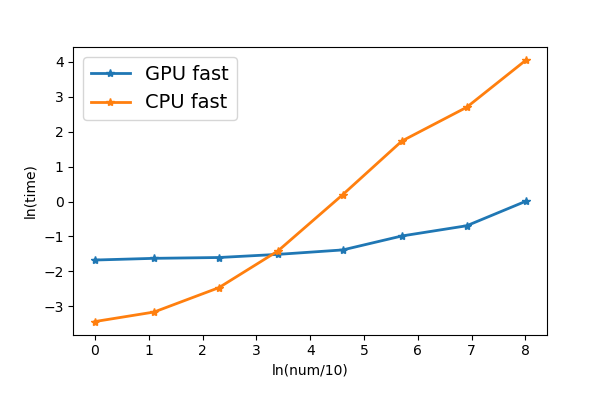 GPU fast
CPU fast
4
3
2
1
0
−1
−2
−3
ln(time)
0 1 2 3 4 5 6 7 8
ln(num/10)